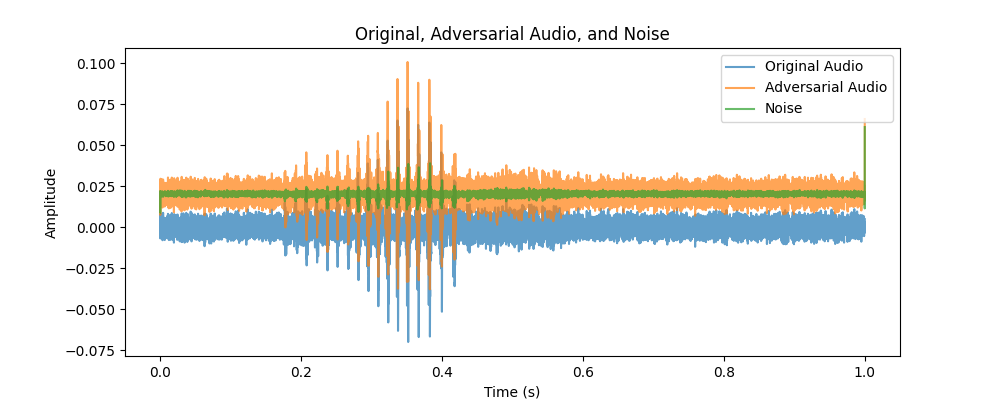 Original, Adversarial Audio, and Noise
Original Audio
Adversarial Audio
Noise
Amplitude
0.100
0.075
0.050
0.025
0.000
−0.025
−0.050
−0.075
0.0 0.2 0.4 0.6 0.8 1.0
Time (s)